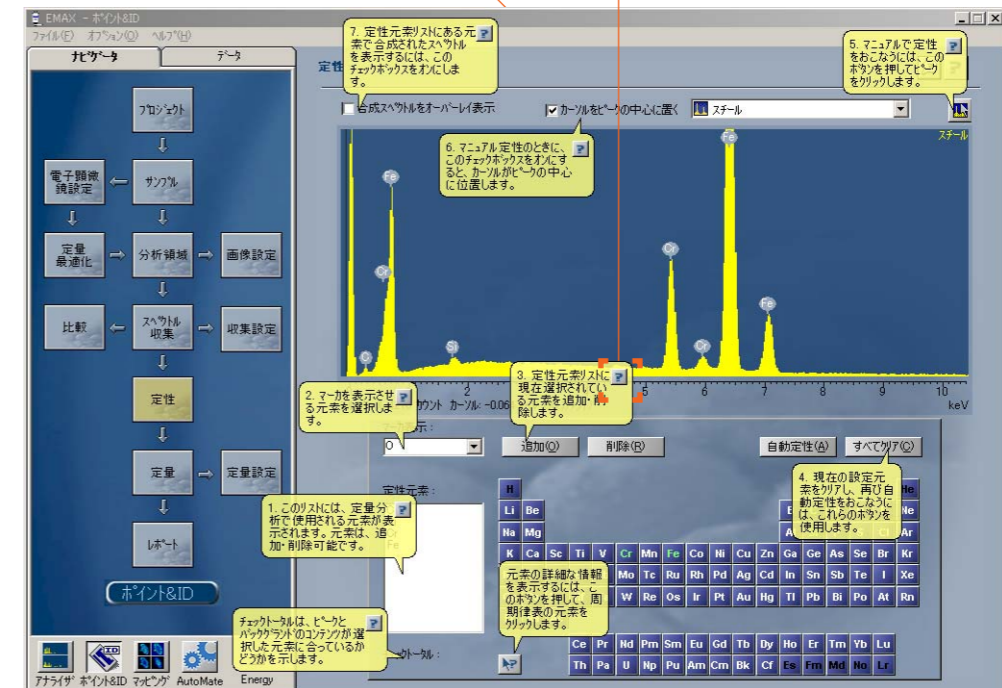 EMAX - ポイント&ID
ファイル(F) オプション(O) ヘルプ(H)
ナビゲータ
データ
プロジェクト
電子顕微
鏡設定
サンプル
定量
最適化
分析領域
画像設定
比較
スペクトル
収集
収集設定
定性
定量
定量設定
レポート
ポイント&ID
アナライザ ポイント&ID マッピング AutoMate Energy
定性
7. 定性元素リストにある元
素で合成されたスペクトル
を表示するには、この
チェックボックスをオンにしま
す。
5. マニュアルで定性
をおこなうには、この
ボタンを押してピーク
をクリックします。
合成スペクトルをオーバーレイ表示
カーソルをピークの中心に置く
スチール
6. マニュアル定性のときに、
このチェックボックスをオンにす
ると、カーソルがピークの中心
に位置します。
スチール
Fe
Fe
Cr
Cr
Fe
O
Si
Cr
2 5 6 7 8 9 10
keV
カウント カーソル: -0.06
3. 定性元素リストに
現在選択されてい
る元素を追加・削
除します。
2. マーカを表示させ
る元素を選択しま
す。
O
追加(O)
削除(R)
自動定性(A)
すべてクリア(C)
4. 現在の設定元
素をクリアし、再び自
動定性をおこなうに
は、これらのボタンを
使用します。
定性元素:
1. このリストには、定量分
析で使用される元素が表
示されます。元素は、追
加・削除可能です。
Fe
H He
Li Be Ne
Na Mg Ar
K Ca Sc Ti V Cr Mn Fe Co Ni Cu Zn Ga Ge As Se Br Kr
Mo Tc Ru Rh Pd Ag Cd In Sn Sb Te I Xe
W Re Os Ir Pt Au Hg Tl Pb Bi Po At Rn
Ce Pr Nd Pm Sm Eu Gd Tb Dy Ho Er Tm Yb Lu
Th Pa U Np Pu Am Cm Bk Cf Es Fm Md No Lr
元素の詳細な情報
を表示するには、こ
のボタンを押して、周
期律表の元素を
クリックします。
チェックトータルは、ピークと
バックグランドのコンテンツが選
択した元素に合っているか
どうかを示します。